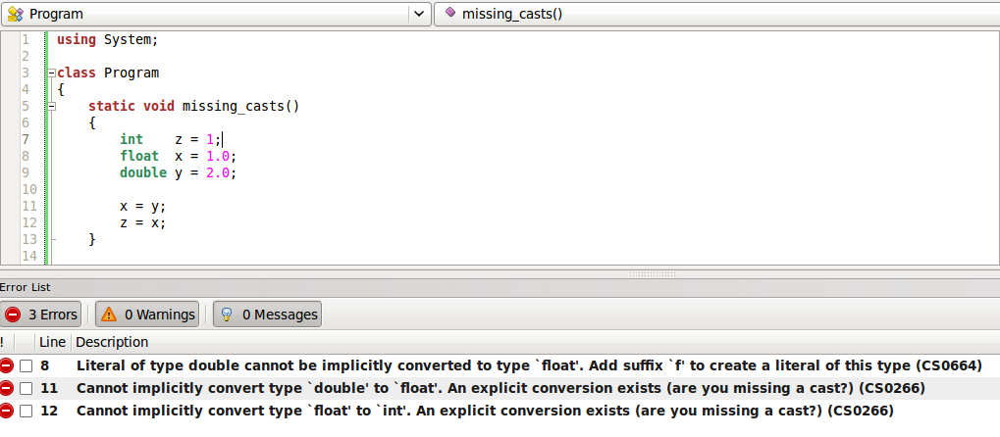 Program missing_casts()
1 using System;
2
3 class Program
4 {
5 static void missing_casts()
6 {
7 int z = 1;
8 float x = 1.0;
9 double y = 2.0;
10
11 x = y;
12 z = x;
13 }
14
Error List
3 Errors 0 Warnings 0 Messages
! Line Description
8 Literal of type double cannot be implicitly converted to type `float'. Add suffix `f' to create a literal of this type (CS0664)
11 Cannot implicitly convert type `double' to `float'. An explicit conversion exists (are you missing a cast?) (CS0266)
12 Cannot implicitly convert type `float' to `int'. An explicit conversion exists (are you missing a cast?) (CS0266)